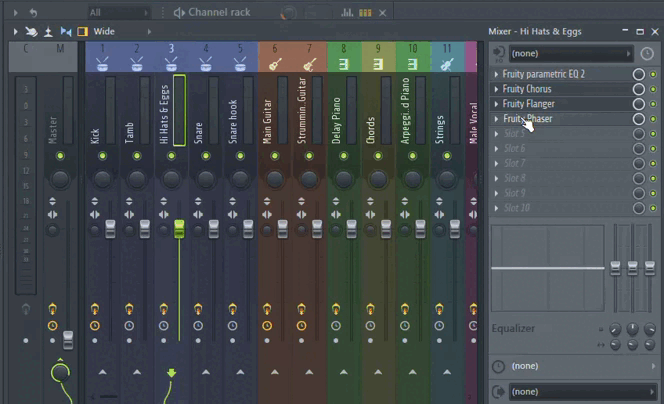 All
Channel rack
Wide
Mixer - Hi Hats & Eggs
(none)
C
M
1
2
3
4
5
6
7
8
9
10
11
Master
Kick
Tamb
Hi Hats & Eggs
Snare
Snare hook
Main Guitar
Strummin. Guitar
Delay Piano
Chords
Arpeggi.d Piano
Strings
Male Vocal
Fruity parametric EQ 2
Fruity Chorus
Fruity Flanger
Fruity Phaser
Slot 5
Slot 6
Slot 7
Slot 8
Slot 9
Slot 10
Equalizer
(none)
(none)